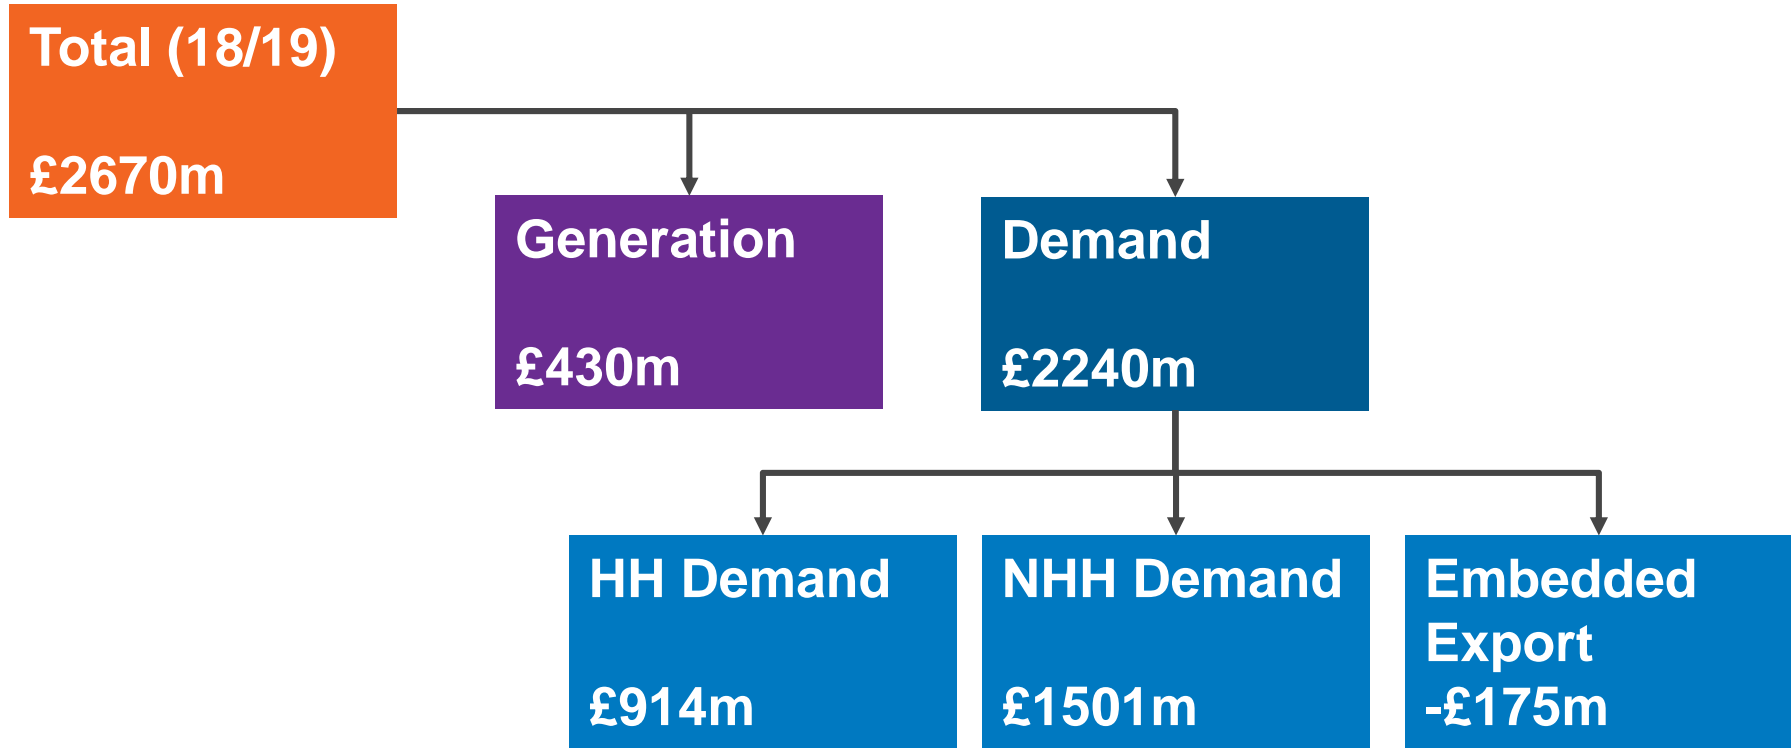 Total (18/19)
£2670m
Generation
£430m
Demand
£2240m
HH Demand
£914m
NHH Demand
£1501m
Embedded
Export
-£175m